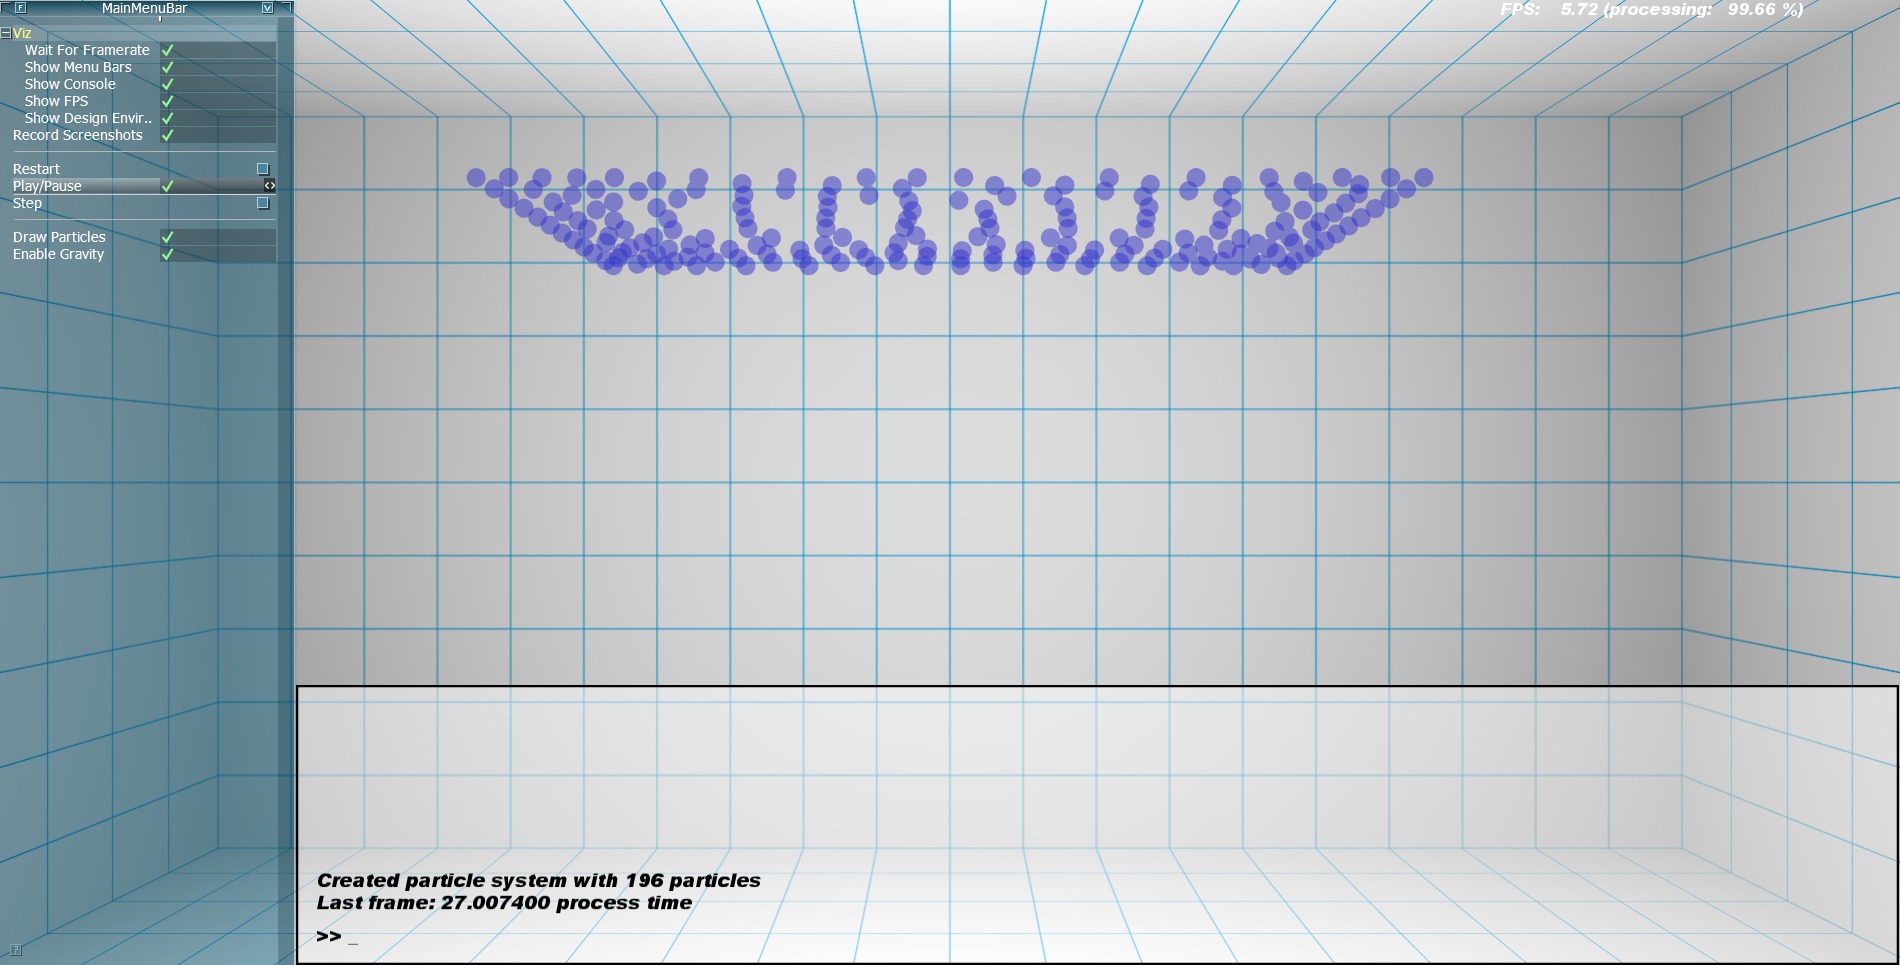 MainMenuBar
FPS: 5.72 (processing: 99.66 %)
Viz
Wait For Framerate
Show Menu Bars
Show Console
Show FPS
Show Design Envir..
Record Screenshots
Restart
Play/Pause
Step
Draw Particles
Enable Gravity
Created particle system with 196 particles
Last frame: 27.007400 process time
>> _